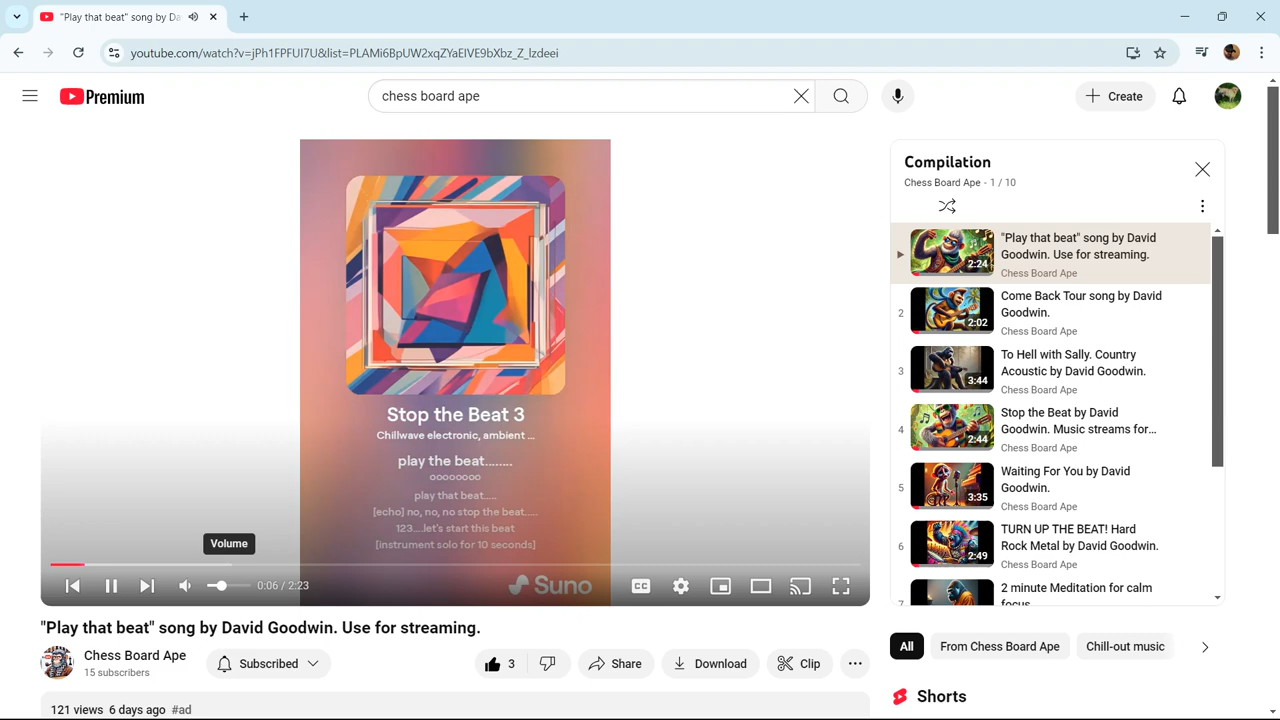 "Play that beat" song by Da
youtube.com/watch?v=jPh1FPFUI7U&list=PLAMi6BpUW2xqZYaEIVE9bXbz_Z_lzdeei
Premium
chess board ape
Create
Stop the Beat 3
Chillwave electronic, ambient ...
play the beat........
oooooooo
play that beat.....
[echo] no, no, no stop the beat.....
123....let's start this beat
[instrument solo for 10 seconds]
Suno
Volume
0:06 / 2:23
CC
"Play that beat" song by David Goodwin. Use for streaming.
Chess Board Ape
15 subscribers
Subscribed
3
Share
Download
Clip
121 views 6 days ago #ad
Compilation
Chess Board Ape - 1 / 10
2:24
"Play that beat" song by David
Goodwin. Use for streaming.
Chess Board Ape
2
2:02
Come Back Tour song by David
Goodwin.
Chess Board Ape
3
3:44
To Hell with Sally. Country
Acoustic by David Goodwin.
Chess Board Ape
4
2:44
Stop the Beat by David
Goodwin. Music streams for...
Chess Board Ape
5
3:35
Waiting For You by David
Goodwin.
Chess Board Ape
6
2:49
TURN UP THE BEAT! Hard
Rock Metal by David Goodwin.
Chess Board Ape
7
2 minute Meditation for calm
focus.
All
From Chess Board Ape
Chill-out music
Shorts